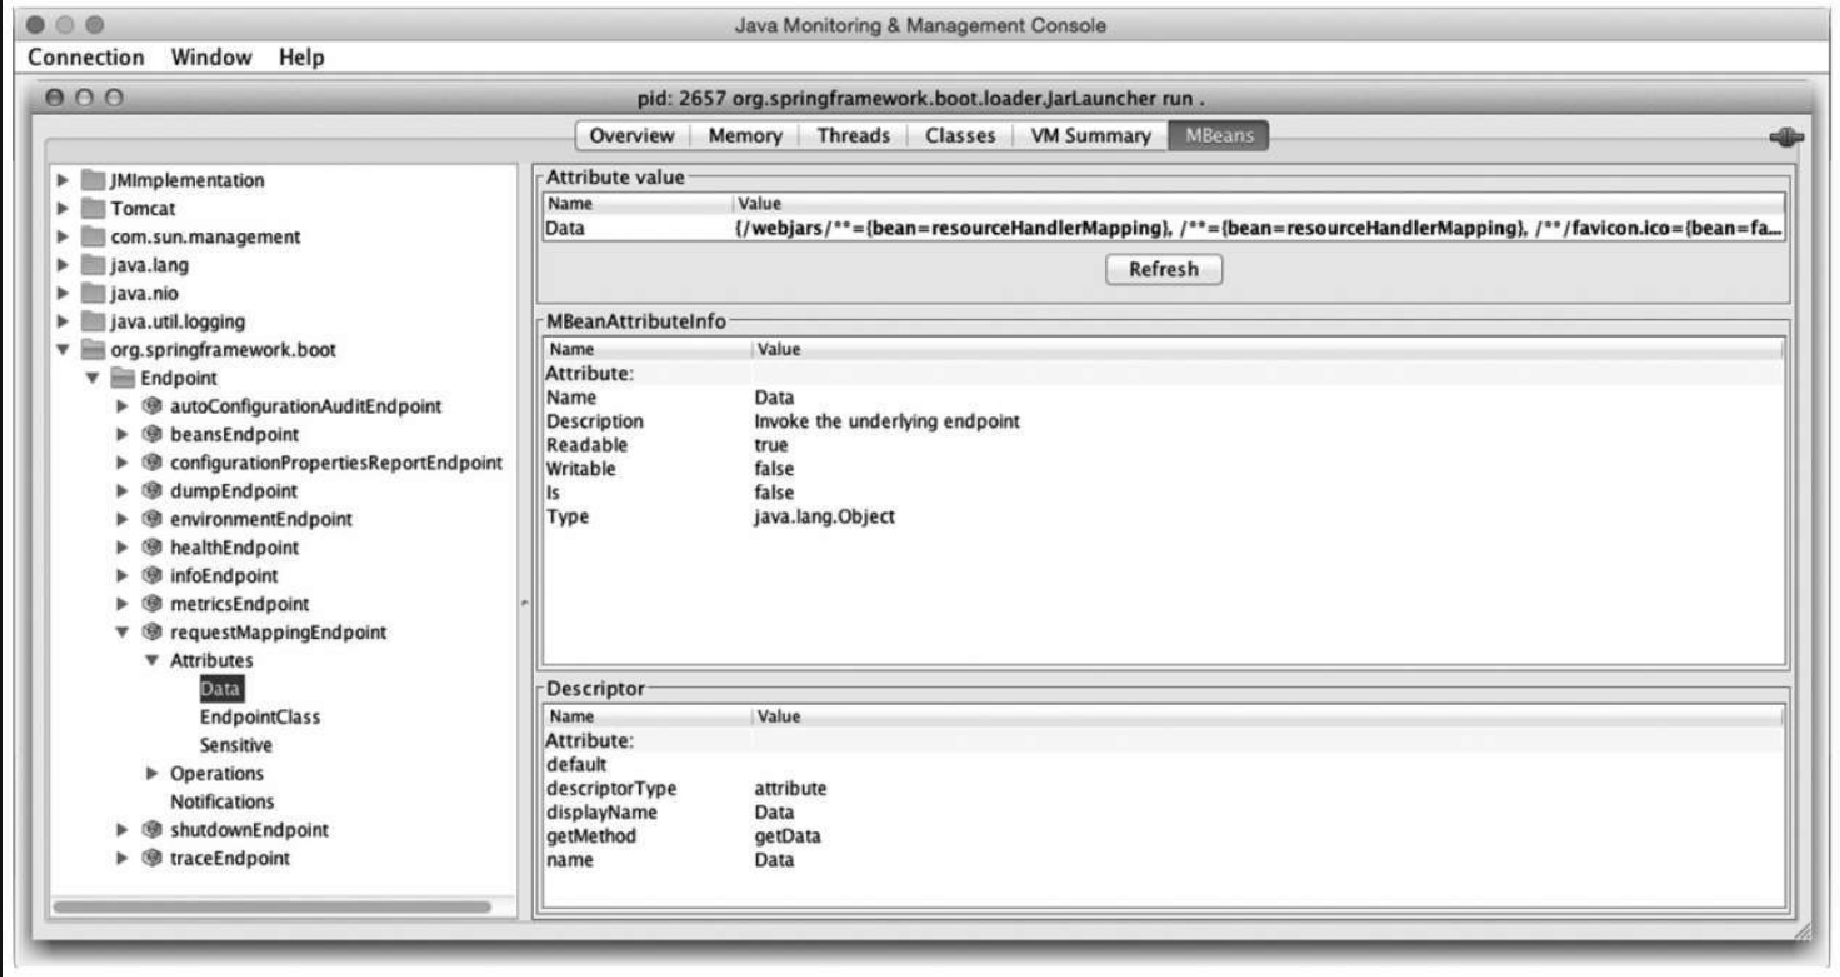 Java Monitoring & Management Console
Connection Window Help
pid: 2657 org.springframework.boot.loader.JarLauncher run .
Overview Memory Threads Classes VM Summary MBeans
JMImplementation
Tomcat
com.sun.management
java.lang
java.nio
java.util.logging
org.springframework.boot
Endpoint
autoConfigurationAuditEndpoint
beansEndpoint
configurationPropertiesReportEndpoint
dumpEndpoint
environmentEndpoint
healthEndpoint
infoEndpoint
metricsEndpoint
requestMappingEndpoint
Attributes
Data
EndpointClass
Sensitive
Operations
Notifications
shutdownEndpoint
traceEndpoint
Attribute value
Name Value
Data {/webjars/**={bean=resourceHandlerMapping}, /**={bean=resourceHandlerMapping}, /**/favicon.ico={bean=fa...
Refresh
MBeanAttributeInfo
Name Value
Attribute:
Name Data
Description Invoke the underlying endpoint
Readable true
Writable false
Is false
Type java.lang.Object
Descriptor
Name Value
Attribute:
default
descriptorType attribute
displayName Data
getMethod getData
name Data